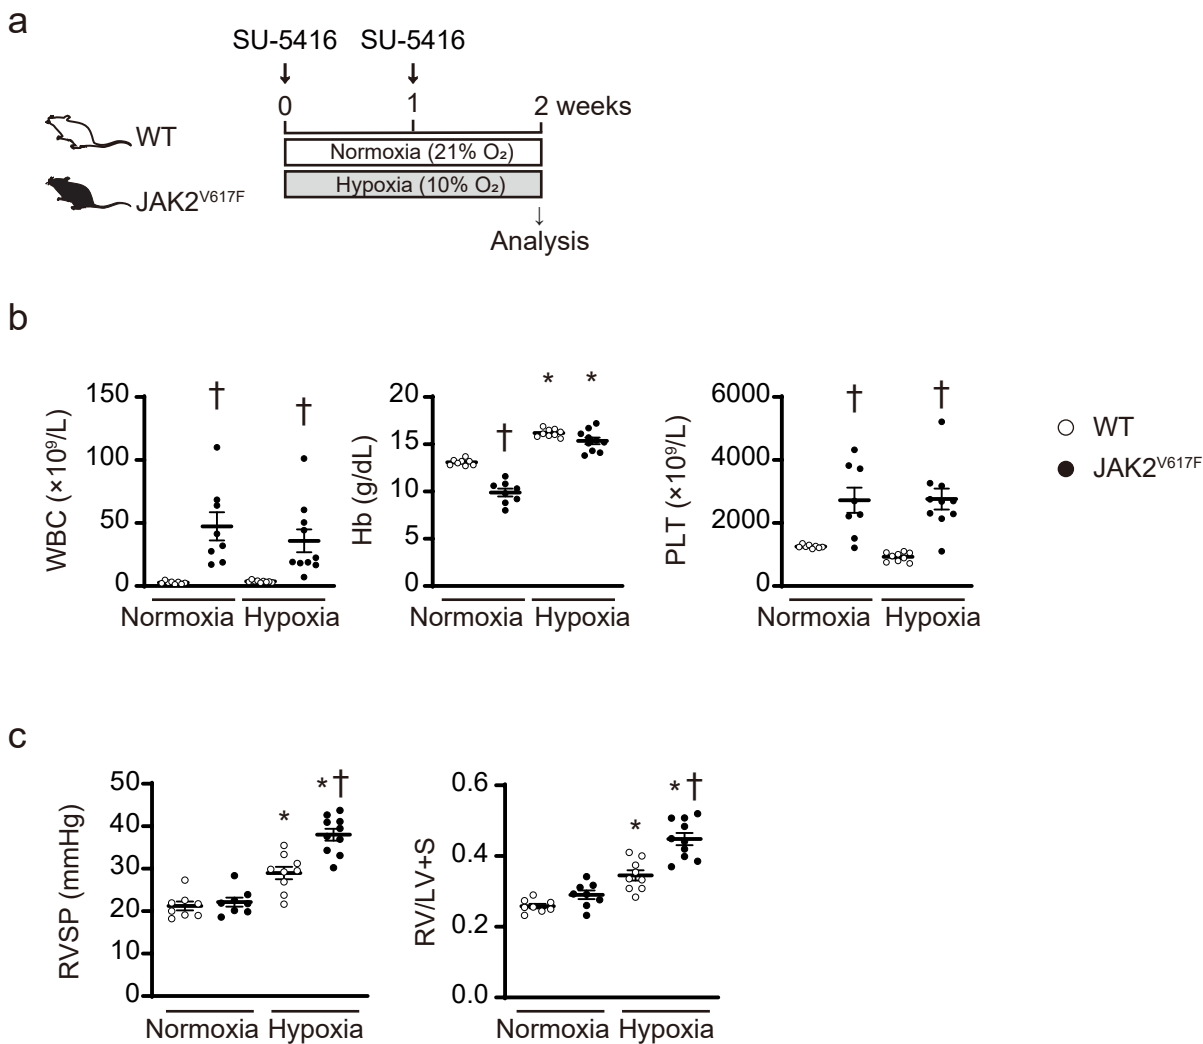 a
SU-5416 SU-5416
0 1 2 weeks
WT
Normoxia (21% O₂)
JAK2V617F
Hypoxia (10% O₂)
Analysis
b
WBC (×10⁹/L)
150
100
50
0
† †
Normoxia Hypoxia
Hb (g/dL)
20
15
10
5
0
† * *
Normoxia Hypoxia
PLT (×10⁹/L)
6000
4000
2000
0
† †
Normoxia Hypoxia
WT
JAK2V617F
c
RVSP (mmHg)
50
40
30
20
10
0
* *†
Normoxia Hypoxia
RV/LV+S
0.6
0.4
0.2
0.0
* *†
Normoxia Hypoxia